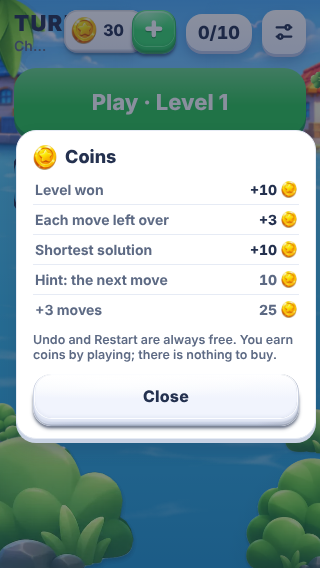 TUR
Ch...
30
+
0/10
Play · Level 1
Coins
Level won +10
Each move left over +3
Shortest solution +10
Hint: the next move 10
+3 moves 25
Undo and Restart are always free. You earn
coins by playing; there is nothing to buy.
Close